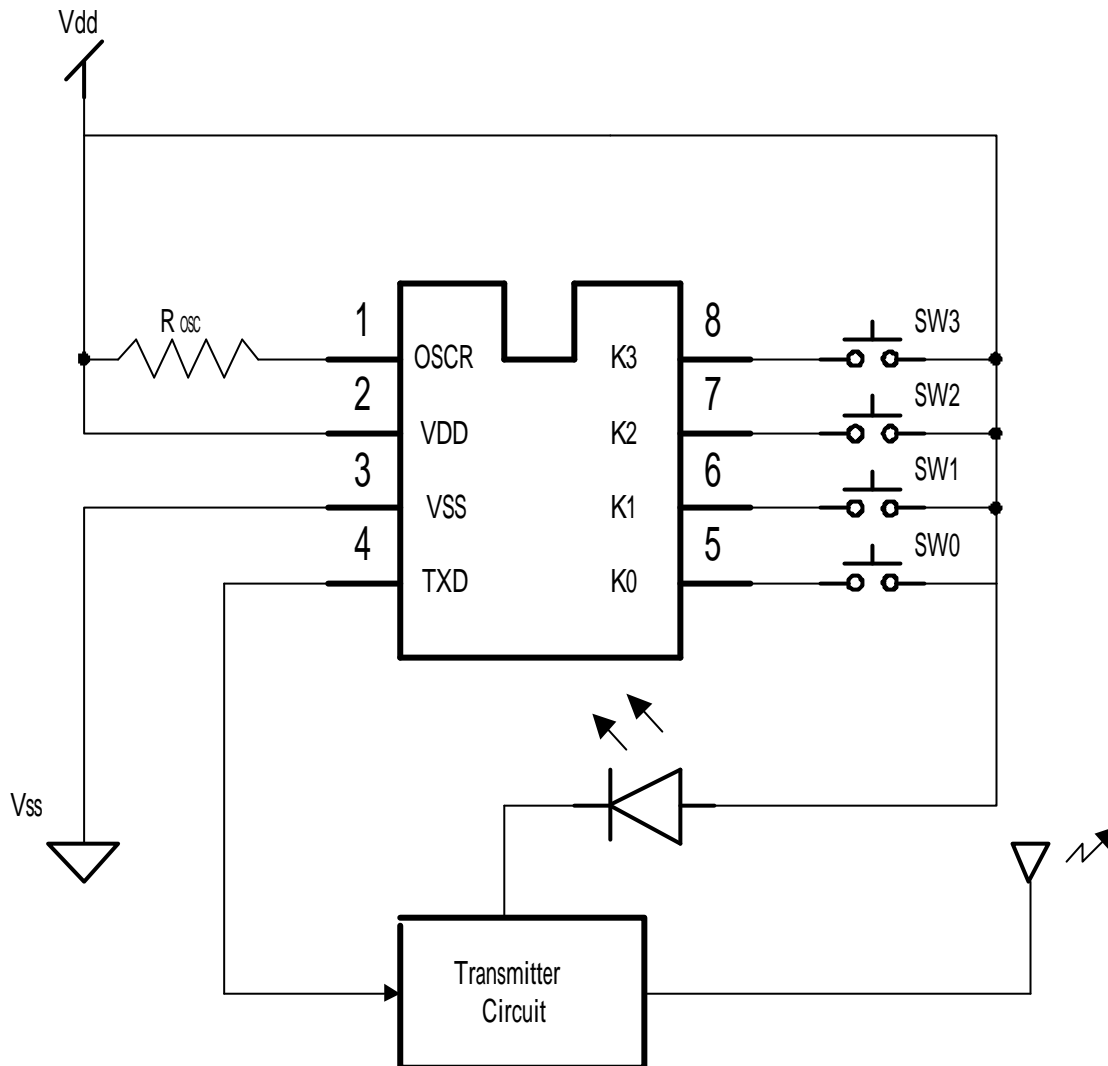 Vdd
R OSC
1
OSCR
K3
8
SW3
2
VDD
K2
7
SW2
3
VSS
K1
6
SW1
4
TXD
K0
5
SW0
Vss
Transmitter
Circuit